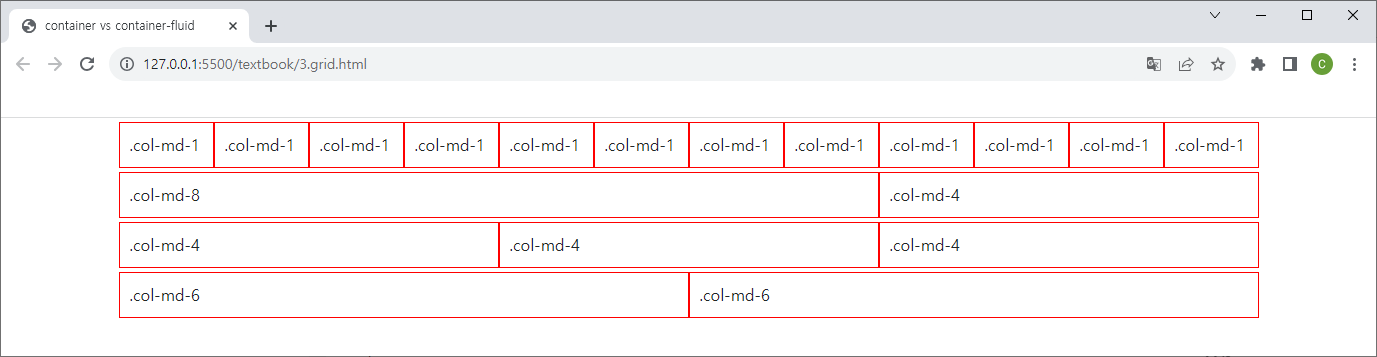 container vs container-fluid
127.0.0.1:5500/textbook/3.grid.html
C
.col-md-1 .col-md-1 .col-md-1 .col-md-1 .col-md-1 .col-md-1 .col-md-1 .col-md-1 .col-md-1 .col-md-1 .col-md-1 .col-md-1
.col-md-8 .col-md-4
.col-md-4 .col-md-4 .col-md-4
.col-md-6 .col-md-6